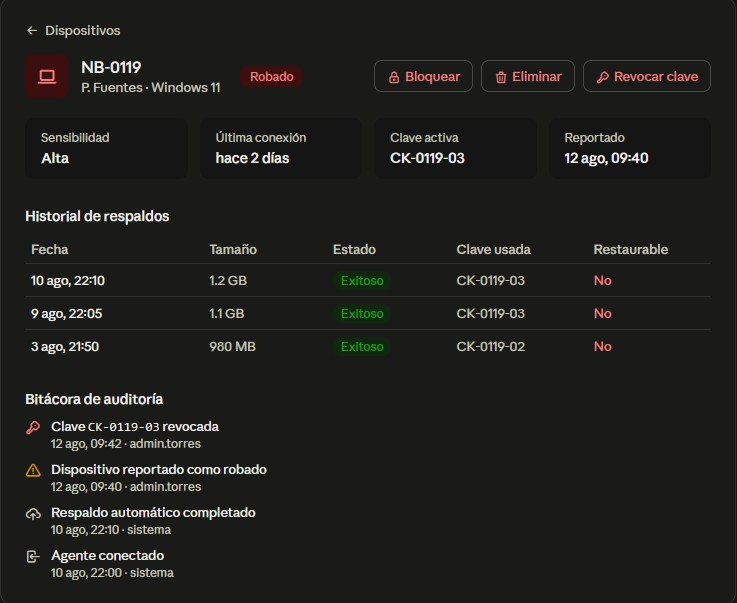 ← Dispositivos
NB-0119
P. Fuentes · Windows 11
Robado
Bloquear
Eliminar
Revocar clave
Sensibilidad
Alta
Última conexión
hace 2 días
Clave activa
CK-0119-03
Reportado
12 ago, 09:40
Historial de respaldos
Fecha Tamaño Estado Clave usada Restaurable
10 ago, 22:10 1.2 GB Exitoso CK-0119-03 No
9 ago, 22:05 1.1 GB Exitoso CK-0119-03 No
3 ago, 21:50 980 MB Exitoso CK-0119-02 No
Bitácora de auditoría
Clave CK-0119-03 revocada
12 ago, 09:42 · admin.torres
Dispositivo reportado como robado
12 ago, 09:40 · admin.torres
Respaldo automático completado
10 ago, 22:10 · sistema
Agente conectado
10 ago, 22:00 · sistema